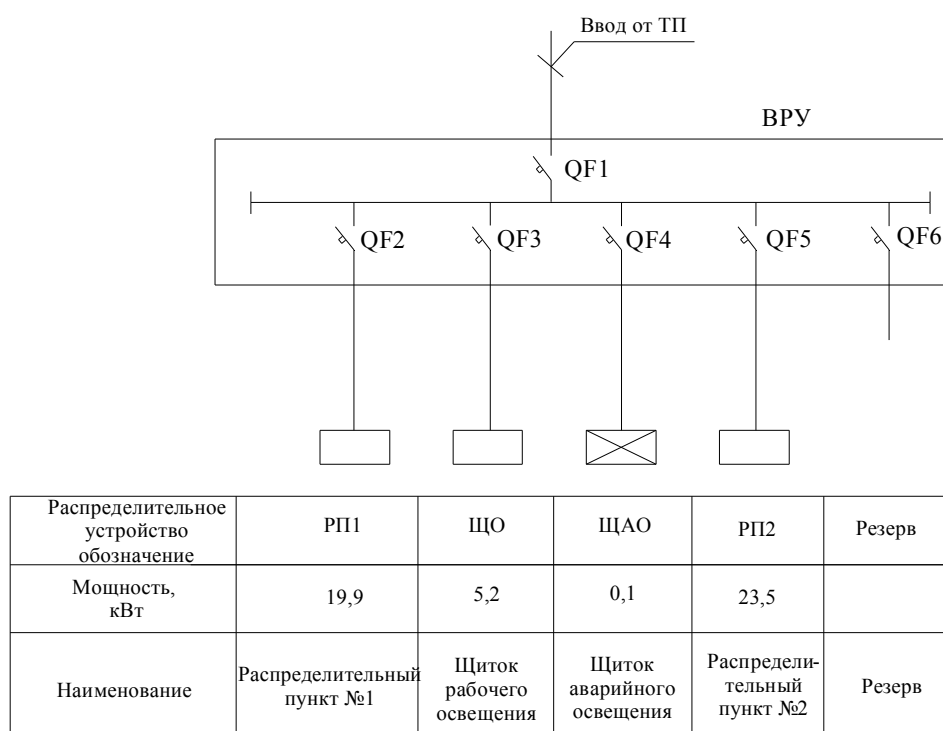 Ввод от ТП
ВРУ
QF1
QF2
QF3
QF4
QF5
QF6
Распределительное
устройство
обозначение
РП1
ЩО
ЩАО
РП2
Резерв
Мощность,
кВт
19,9
5,2
0,1
23,5
Наименование
Распределительный
пункт №1
Щиток
рабочего
освещения
Щиток
аварийного
освещения
Распредели-
тельный
пункт №2
Резерв